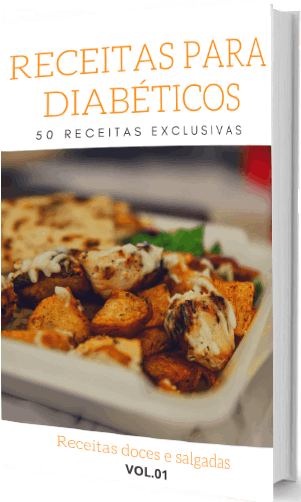 RECEITAS PARA
DIABÉTICOS
50 RECEITAS EXCLUSIVAS
Receitas doces e salgadas
VOL.01